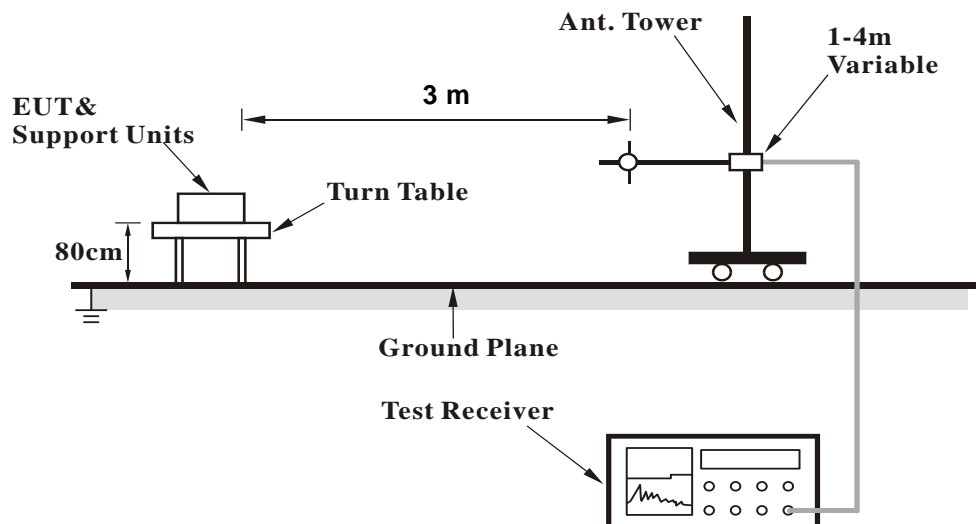 Ant. Tower
1-4m
Variable
3 m
EUT&
Support Units
Turn Table
80cm
Ground Plane
Test Receiver